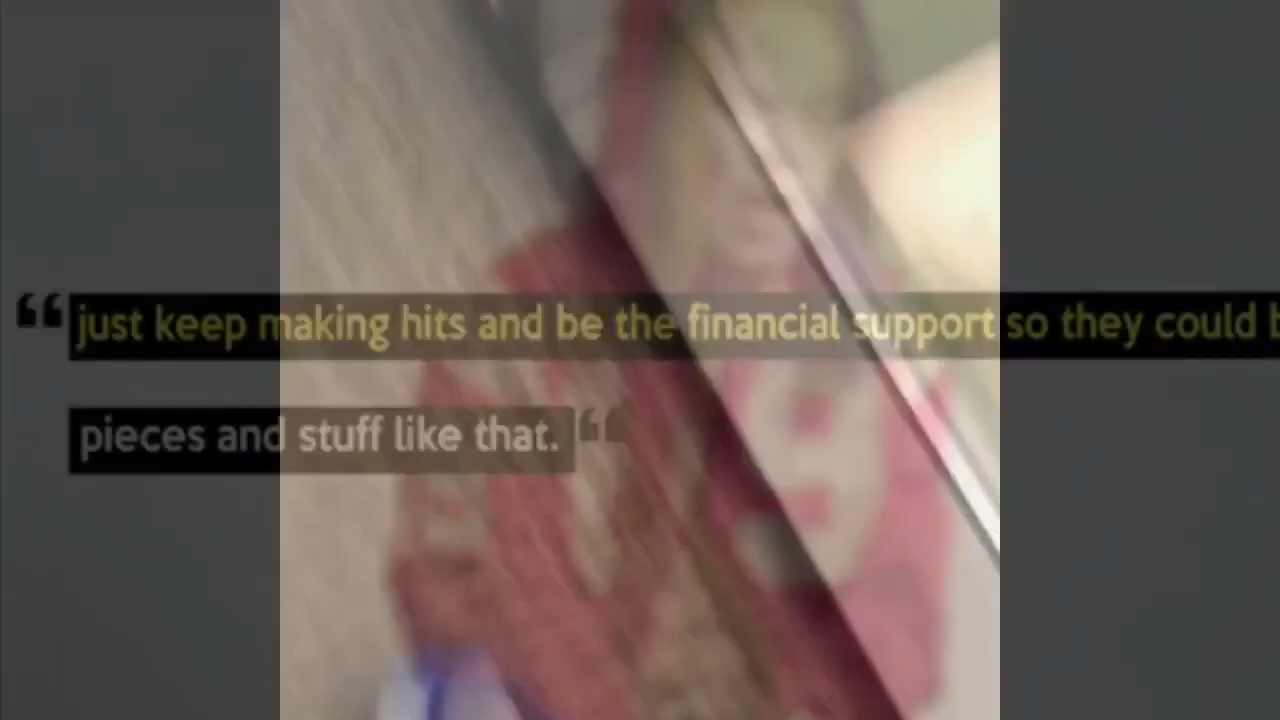 “just keep making hits and be the financial support so they could
pieces and stuff like that.“